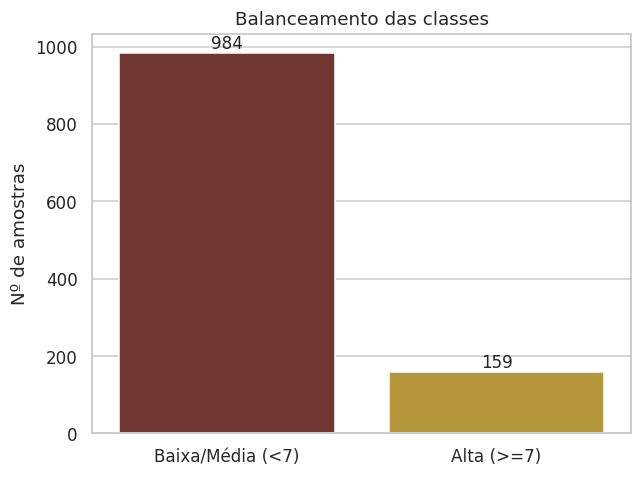 Balanceamento das classes
Nº de amostras
1000
800
600
400
200
0
984
159
Baixa/Média (<7)
Alta (>=7)